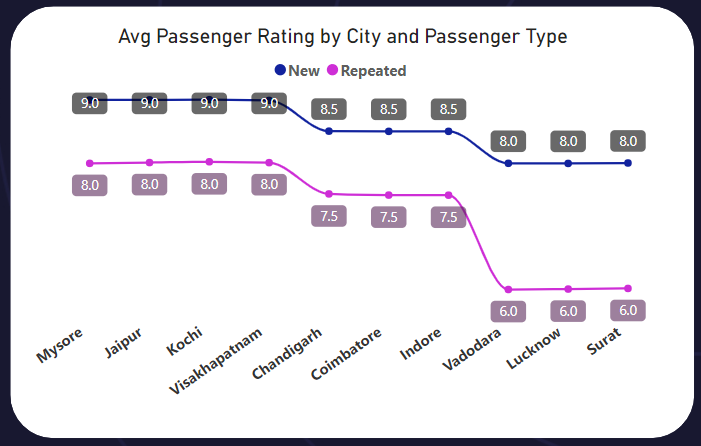 Avg Passenger Rating by City and Passenger Type
New Repeated
9.0 9.0 9.0 9.0 8.5 8.5 8.5 8.0 8.0 8.0
8.0 8.0 8.0 8.0 7.5 7.5 7.5 6.0 6.0 6.0
Mysore Jaipur Kochi Visakhapatnam Chandigarh Coimbatore Indore Vadodara Lucknow Surat